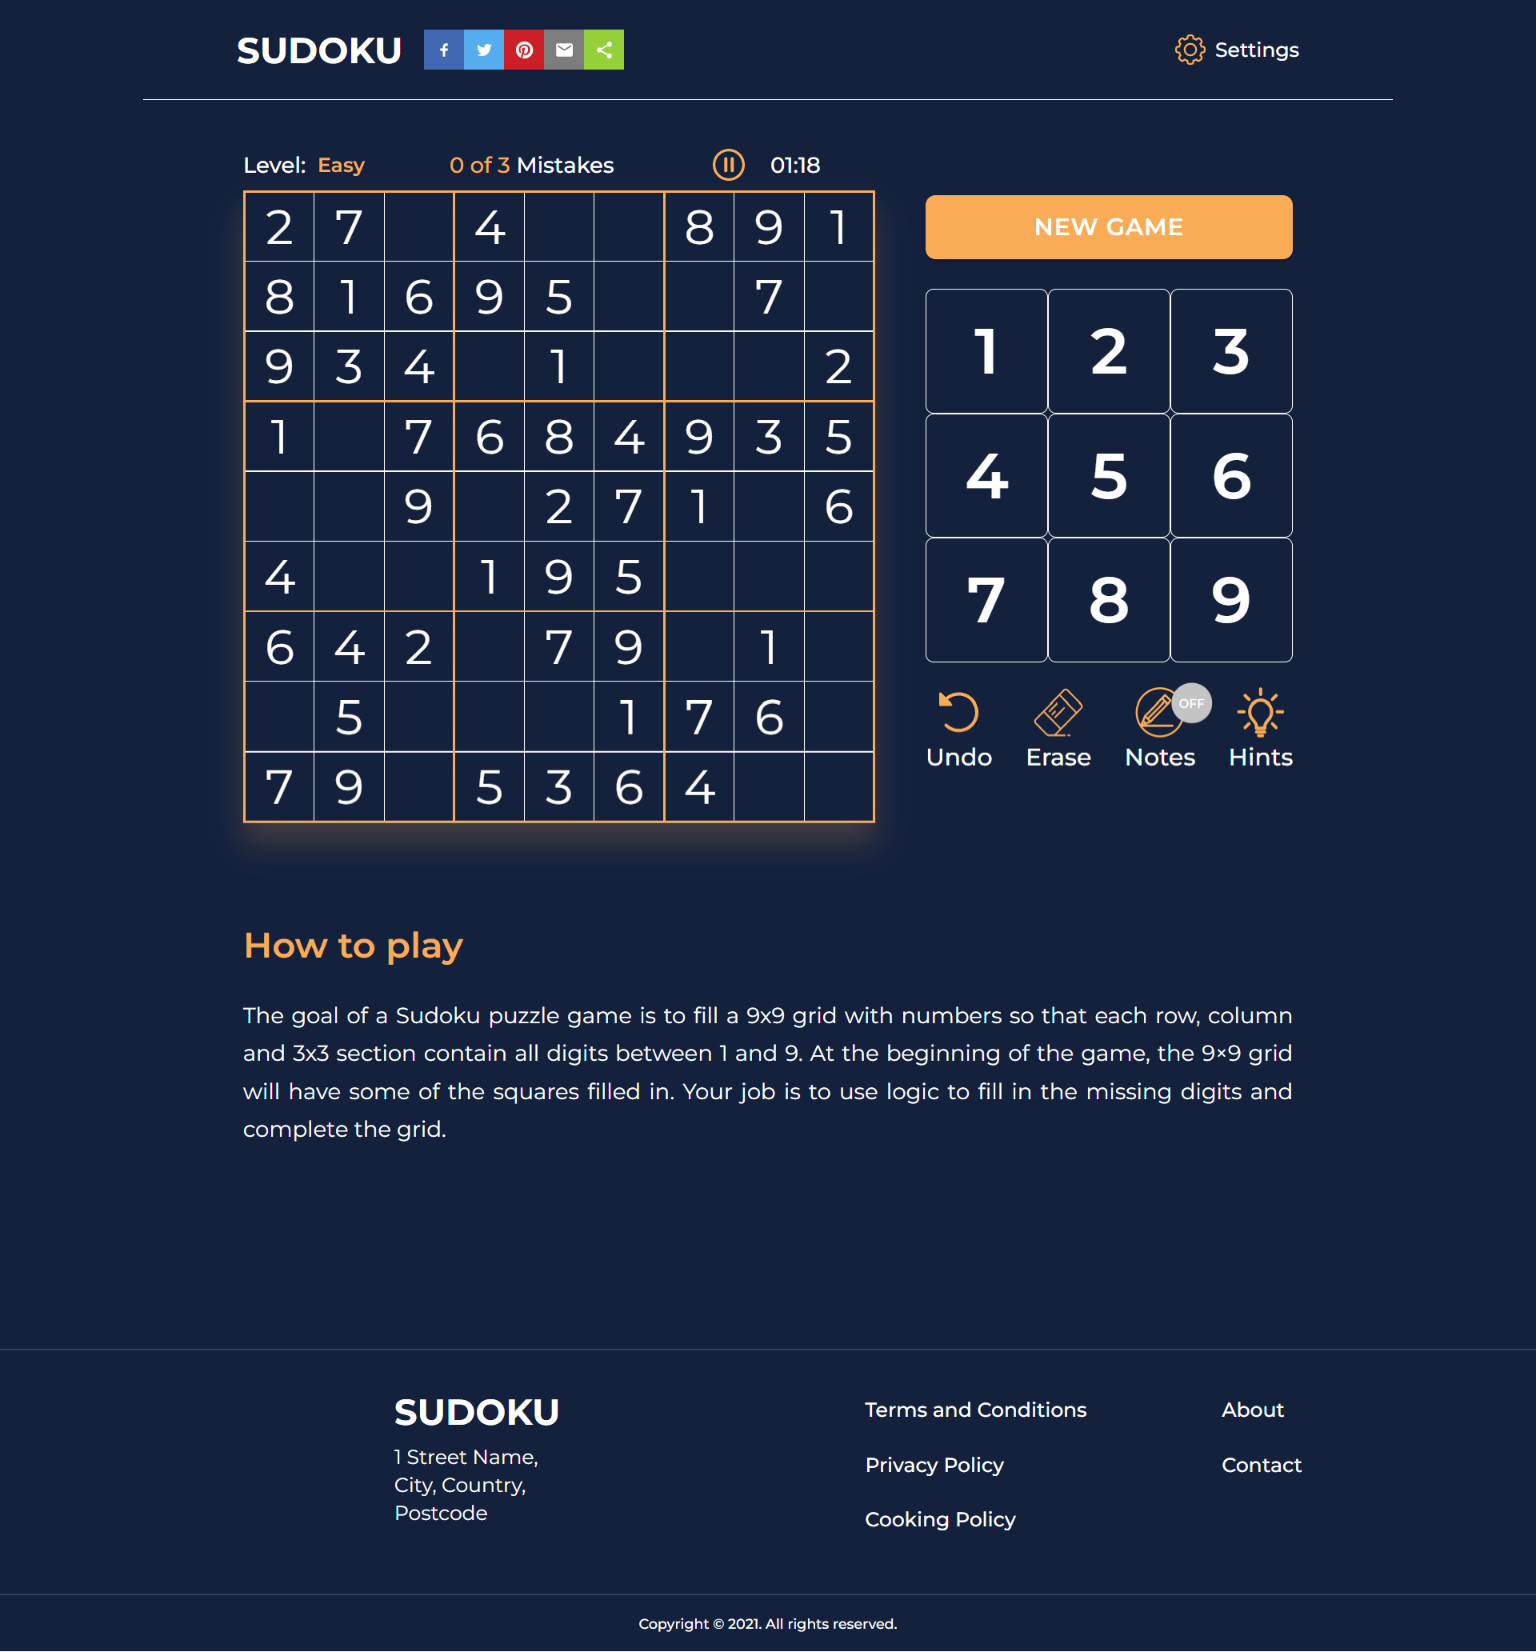 SUDOKU
Settings
Level: Easy 0 of 3 Mistakes 01:18
2 7 4 8 9 1
8 1 6 9 5 7
9 3 4 1 2
1 7 6 8 4 9 3 5
9 2 7 1 6
4 1 9 5
6 4 2 7 9 1
5 1 7 6
7 9 5 3 6 4
NEW GAME
1 2 3
4 5 6
7 8 9
OFF
Undo Erase Notes Hints
How to play
The goal of a Sudoku puzzle game is to fill a 9x9 grid with numbers so that each row, column
and 3x3 section contain all digits between 1 and 9. At the beginning of the game, the 9×9 grid
will have some of the squares filled in. Your job is to use logic to fill in the missing digits and
complete the grid.
SUDOKU
1 Street Name,
City, Country,
Postcode
Terms and Conditions
Privacy Policy
Cooking Policy
About
Contact
Copyright © 2021. All rights reserved.